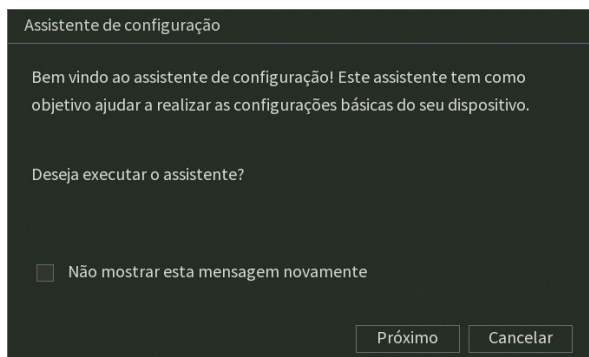 Assistente de configuração
Bem vindo ao assistente de configuração! Este assistente tem como
objetivo ajudar a realizar as configurações básicas do seu dispositivo.
Deseja executar o assistente?
Não mostrar esta mensagem novamente
Próximo Cancelar